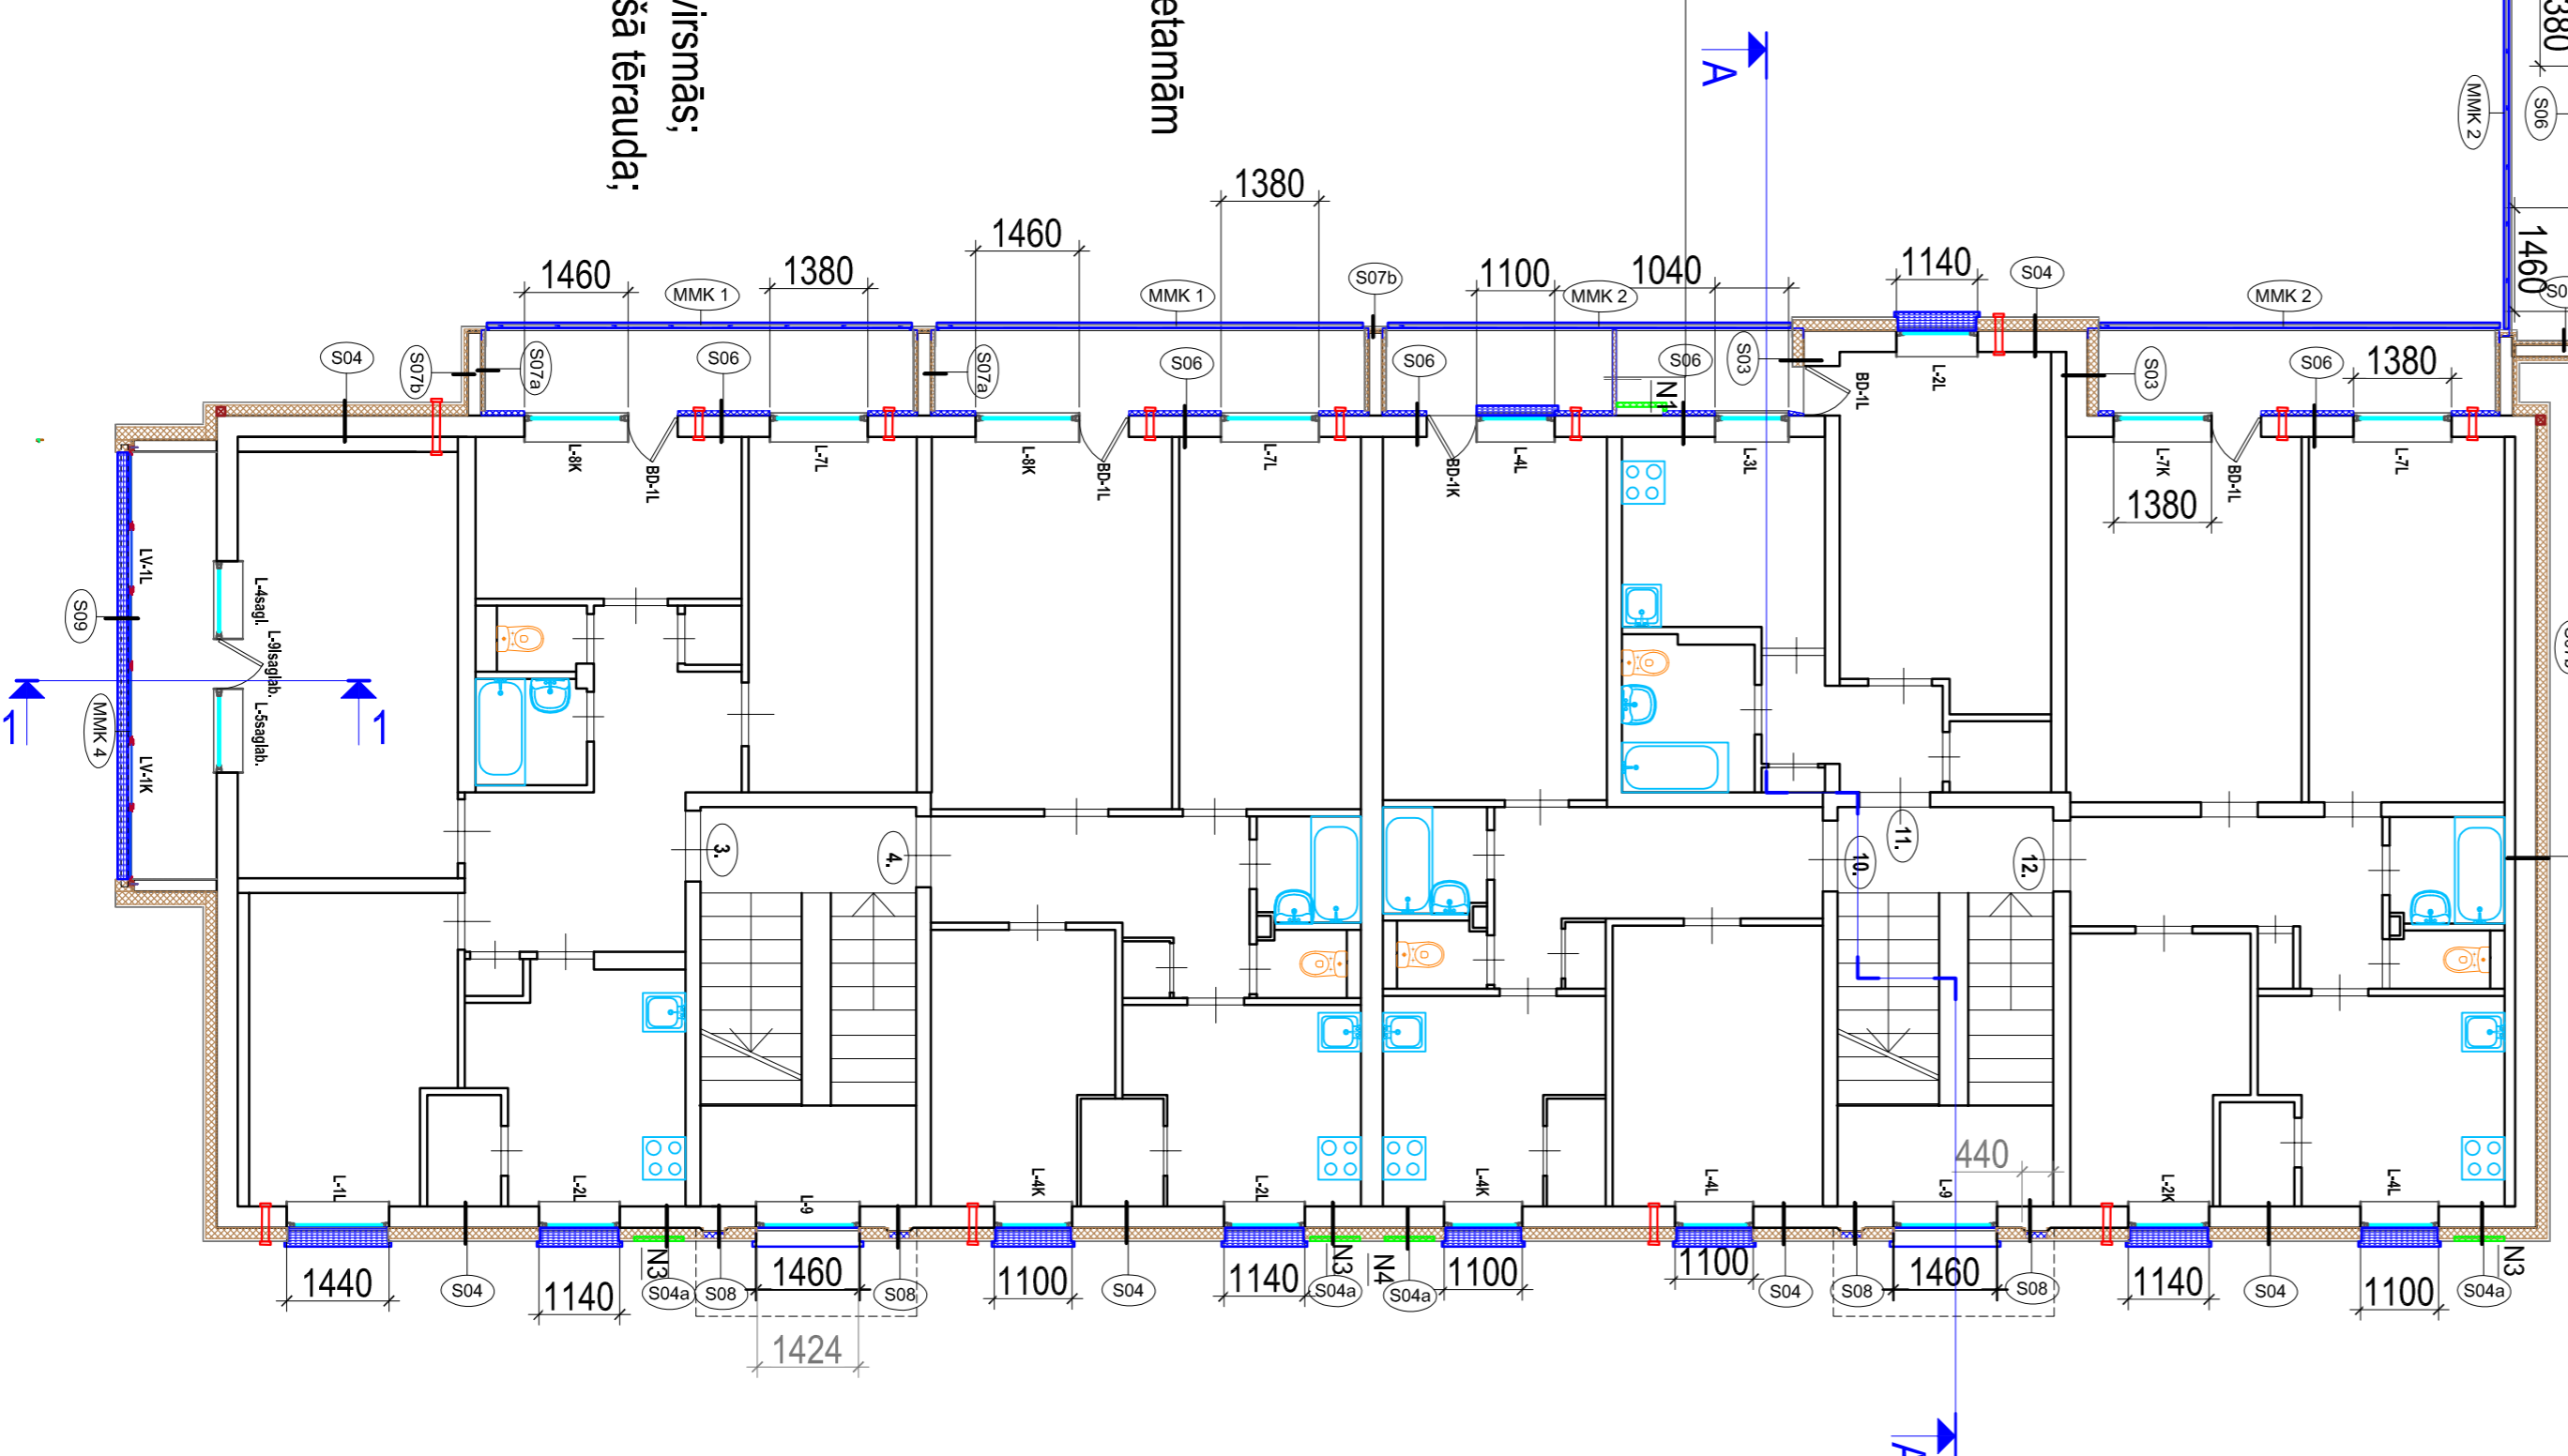 šā tērauda;
virsmās;
etamām
A
1380
S06
MMK 2
1460
1380
1460
1380
1460
MMK 1
MMK 1
S07b
1100
MMK 2
1040
1140
S04
MMK 2
S04
S07b
S07a
S06
S07a
S06
S06
N1
S06
S03
BD-1L
L-2L
S03
S06
1380
L-8K
BD-1L
L-7L
L-8K
BD-1L
L-7L
BD-1K
L-4L
L-3L
L-7K
BD-1L
L-7L
1380
LV-1L
L-4sagl.
S09
L-9lsaglab.
L-5saglab.
1
1
MMK 4
LV-1K
3.
4.
10.
11.
12.
440
L-1L
L-2L
L-9
L-4K
L-2L
L-4K
L-4L
L-9
L-2K
L-4L
1440
S04
1140
N3
S04a
S08
1460
S08
1100
S04
1140
N3
S04a
N4
S04a
1100
1100
S04
S08
1460
S08
1140
S04
1100
N3
S04a
1424
A